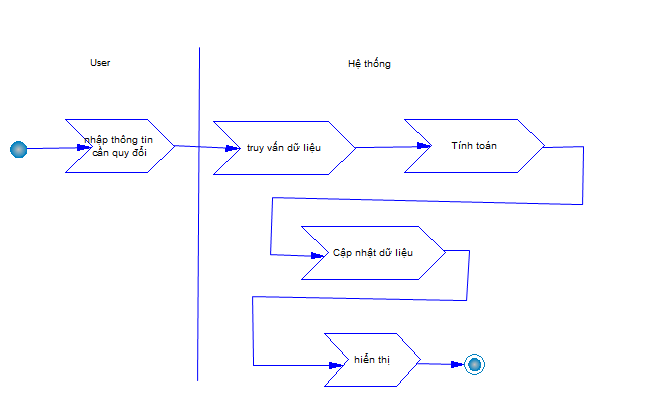 User
Hệ thống
nhập thông tin
cần quy đổi
truy vấn dữ liệu
Tính toán
Cập nhật dữ liệu
hiển thị